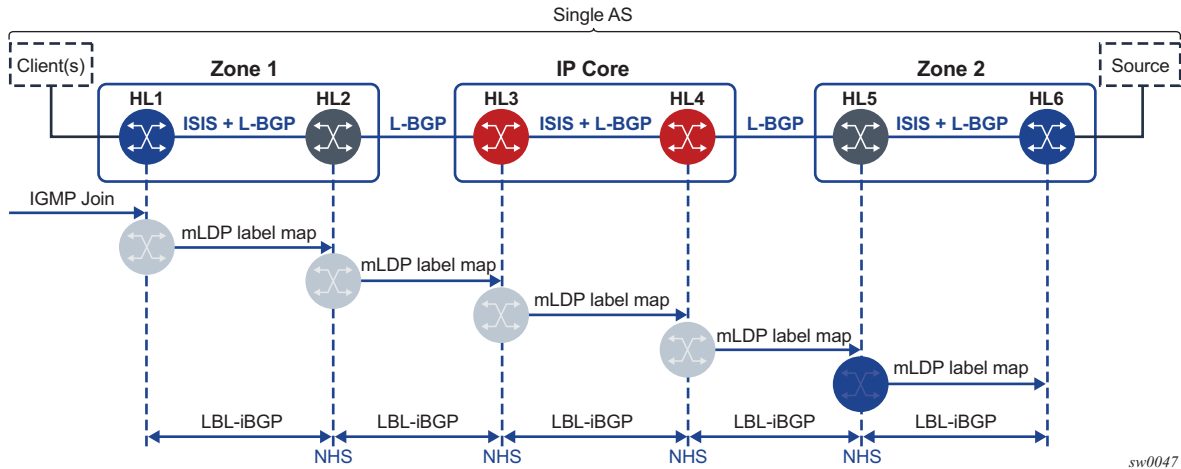 Single AS
Client(s)
Zone 1
IP Core
Zone 2
Source
HL1
HL2
HL3
HL4
HL5
HL6
ISIS + L-BGP
L-BGP
ISIS + L-BGP
L-BGP
ISIS + L-BGP
IGMP Join
mLDP label map
mLDP label map
mLDP label map
mLDP label map
mLDP label map
LBL-iBGP
LBL-iBGP
LBL-iBGP
LBL-iBGP
LBL-iBGP
NHS
NHS
NHS
NHS
sw0047